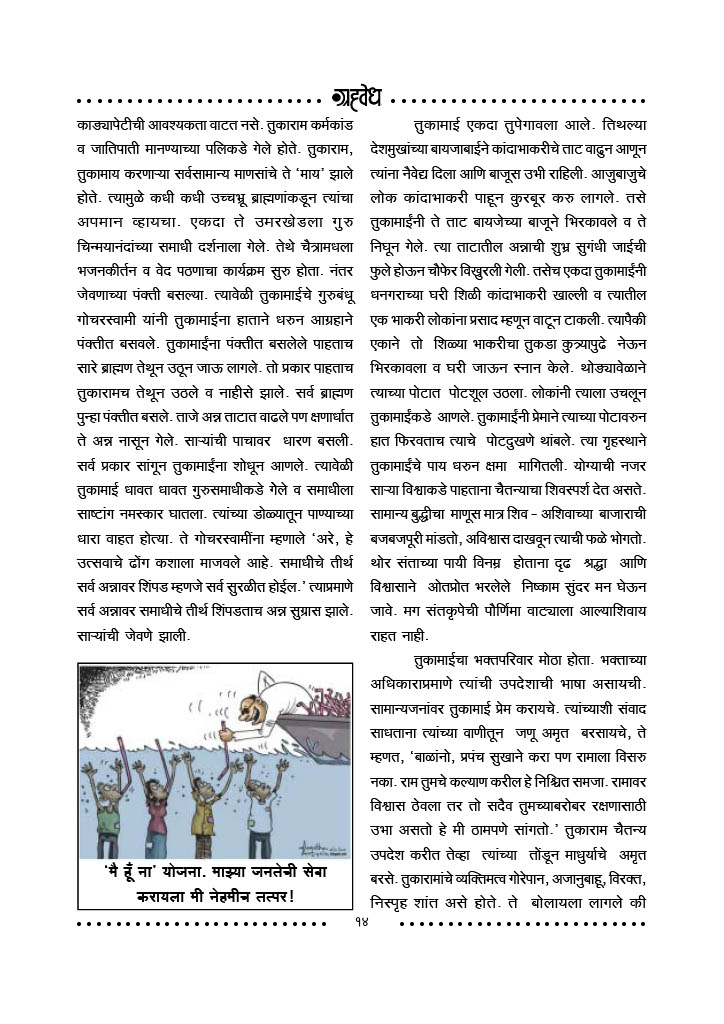 ग्रहवेध
काड्यापेटीची आवश्यकता वाटत नसे. तुकाराम कर्मकांड
व जातिपाती मानण्याच्या पलिकडे गेले होते. तुकाराम,
तुकामाय करणाऱ्या सर्वसामान्य माणसांचे ते ‘माय’ झाले
होते. त्यामुळे कधी कधी उच्चभ्रू ब्राह्मणांकडून त्यांचा
अपमान व्हायचा. एकदा ते उमरखेडला गुरु
चिन्मयानंदांच्या समाधी दर्शनाला गेले. तेथे चैत्रामधला
भजनकीर्तन व वेद पठणाचा कार्यक्रम सुरु होता. नंतर
जेवणाच्या पंक्ती बसल्या. त्यावेळी तुकामाईचे गुरुबंधू
गोचरस्वामी यांनी तुकामाईना हाताने धरुन आग्रहाने
पंक्तीत बसवले. तुकामाईंना पंक्तीत बसलेले पाहताच
सारे ब्राह्मण तेथून उठून जाऊ लागले. तो प्रकार पाहताच
तुकारामच तेथून उठले व नाहीसे झाले. सर्व ब्राह्मण
पुन्हा पंक्तीत बसले. ताजे अन्न ताटात वाढले पण क्षणार्धात
ते अन्न नासून गेले. साऱ्यांची पाचावर धारण बसली.
सर्व प्रकार सांगून तुकामाईंना शोधून आणले. त्यावेळी
तुकामाई धावत धावत गुरुसमाधीकडे गेले व समाधीला
साष्टांग नमस्कार घातला. त्यांच्या डोळ्यातून पाण्याच्या
धारा वाहत होत्या. ते गोचरस्वामींना म्हणाले ‘अरे, हे
उत्सवाचे ढोंग कशाला माजवले आहे. समाधीचे तीर्थ
सर्व अन्नावर शिंपड म्हणजे सर्व सुरळीत होईल.’ त्याप्रमाणे
सर्व अन्नावर समाधीचे तीर्थ शिंपडताच अन्न सुग्रास झाले.
साऱ्यांची जेवणे झाली.
‘मै हूँ ना’ योजना. माझ्या जनतेची सेवा
करायला मी नेहमीच तत्पर!
तुकामाई एकदा तुपेगावला आले. तिथल्या
देशमुखांच्या बायजाबाईने कांदाभाकरीचे ताट वाढुन आणून
त्यांना नैवेद्य दिला आणि बाजूस उभी राहिली. आजुबाजुचे
लोक कांदाभाकरी पाहून कुरबूर करु लागले. तसे
तुकामाईंनी ते ताट बायजेच्या बाजूने भिरकावले व ते
निघून गेले. त्या ताटातील अन्नाची शुभ्र सुगंधी जाईची
फुले होऊन चौफेर विखुरली गेली. तसेच एकदा तुकामाईंनी
धनगराच्या घरी शिळी कांदाभाकरी खाल्ली व त्यातील
एक भाकरी लोकांना प्रसाद म्हणून वाटून टाकली. त्यापैकी
एकाने तो शिळ्या भाकरीचा तुकडा कुत्र्यापुढे नेऊन
भिरकावला व घरी जाऊन स्नान केले. थोड्यावेळाने
त्याच्या पोटात पोटशूल उठला. लोकांनी त्याला उचलून
तुकामाईंकडे आणले. तुकामाईंनी प्रेमाने त्याच्या पोटावरुन
हात फिरवताच त्याचे पोटदुखणे थांबले. त्या गृहस्थाने
तुकामाईंचे पाय धरुन क्षमा मागितली. योग्याची नजर
साऱ्या विश्वाकडे पाहताना चैतन्याचा शिवस्पर्श देत असते.
सामान्य बुद्धीचा माणूस मात्र शिव - अशिवाच्या बाजाराची
बजबजपूरी मांडतो, अविश्वास दाखवून त्याची फळे भोगतो.
थोर संताच्या पायी विनम्र होताना दृढ श्रद्धा आणि
विश्वासाने ओतप्रोत भरलेले निष्काम सुंदर मन घेऊन
जावे. मग संतकृपेची पौर्णिमा वाट्याला आल्याशिवाय
राहत नाही.
तुकामाईचा भक्तपरिवार मोठा होता. भक्ताच्या
अधिकाराप्रमाणे त्यांची उपदेशाची भाषा असायची.
सामान्यजनांवर तुकामाई प्रेम करायचे. त्यांच्याशी संवाद
साधताना त्यांच्या वाणीतून जणू अमृत बरसायचे, ते
म्हणत, ‘बाळांनो, प्रपंच सुखाने करा पण रामाला विसरु
नका. राम तुमचे कल्याण करील हे निश्चित समजा. रामावर
विश्वास ठेवला तर तो सदैव तुमच्याबरोबर रक्षणासाठी
उभा असतो हे मी ठामपणे सांगतो.’ तुकाराम चैतन्य
उपदेश करीत तेव्हा त्यांच्या तोंडून माधुर्याचे अमृत
बरसे. तुकारामांचे व्यक्तिमत्व गोरेपान, अजानुबाहू, विरक्त,
निस्पृह शांत असे होते. ते बोलायला लागले की
१४